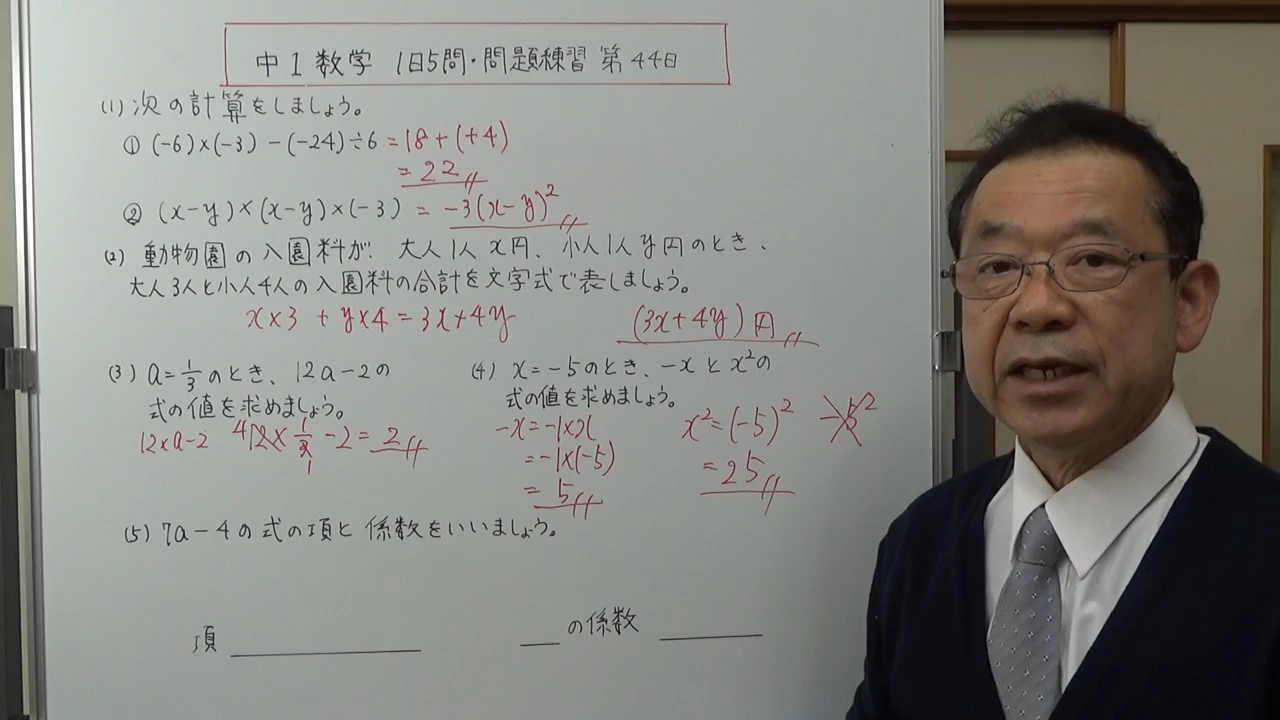 中1数学 1日5問・問題練習 第44日
(1) 次の計算をしましょう。
① (-6)×(-3) -(-24)÷6 = 18+(+4)
= 22
② (x-y)×(x-y)×(-3) = -3(x-y)²
(2) 動物園の入園料が、大人1人 x円、小人1人 y円のとき、
大人3人と小人4人の入園料の合計を文字式で表しましょう。
x×3 + y×4 = 3x+4y (3x+4y)円
(3) a=1/3のとき、12a-2の
式の値を求めましょう。
12×a-2 4 12× 1/3 -2 = 2
1
(4) x=-5のとき、-xとx²の
式の値を求めましょう。
-x=-1×x
=-1×(-5)
= 5
x²=(-5)² -5²
=25
(5) 7a-4の式の項と係数をいいましょう。
項 の係数